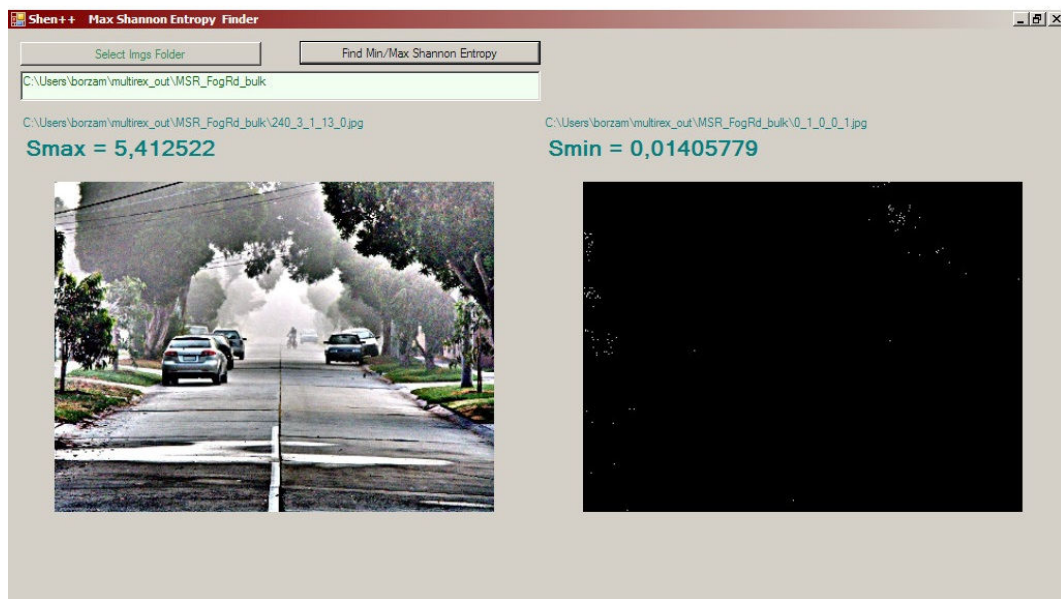 Shen++ Max Shannon Entropy Finder
Select Imgs Folder
Find Min/Max Shannon Entropy
C:\Users\borzam\multirex_out\MSR_FogRd_bulk
C:\Users\borzam\multirex_out\MSR_FogRd_bulk\240_3_1_13_0.jpg
Smax = 5,412522
C:\Users\borzam\multirex_out\MSR_FogRd_bulk\0_1_0_0_1.jpg
Smin = 0,01405779